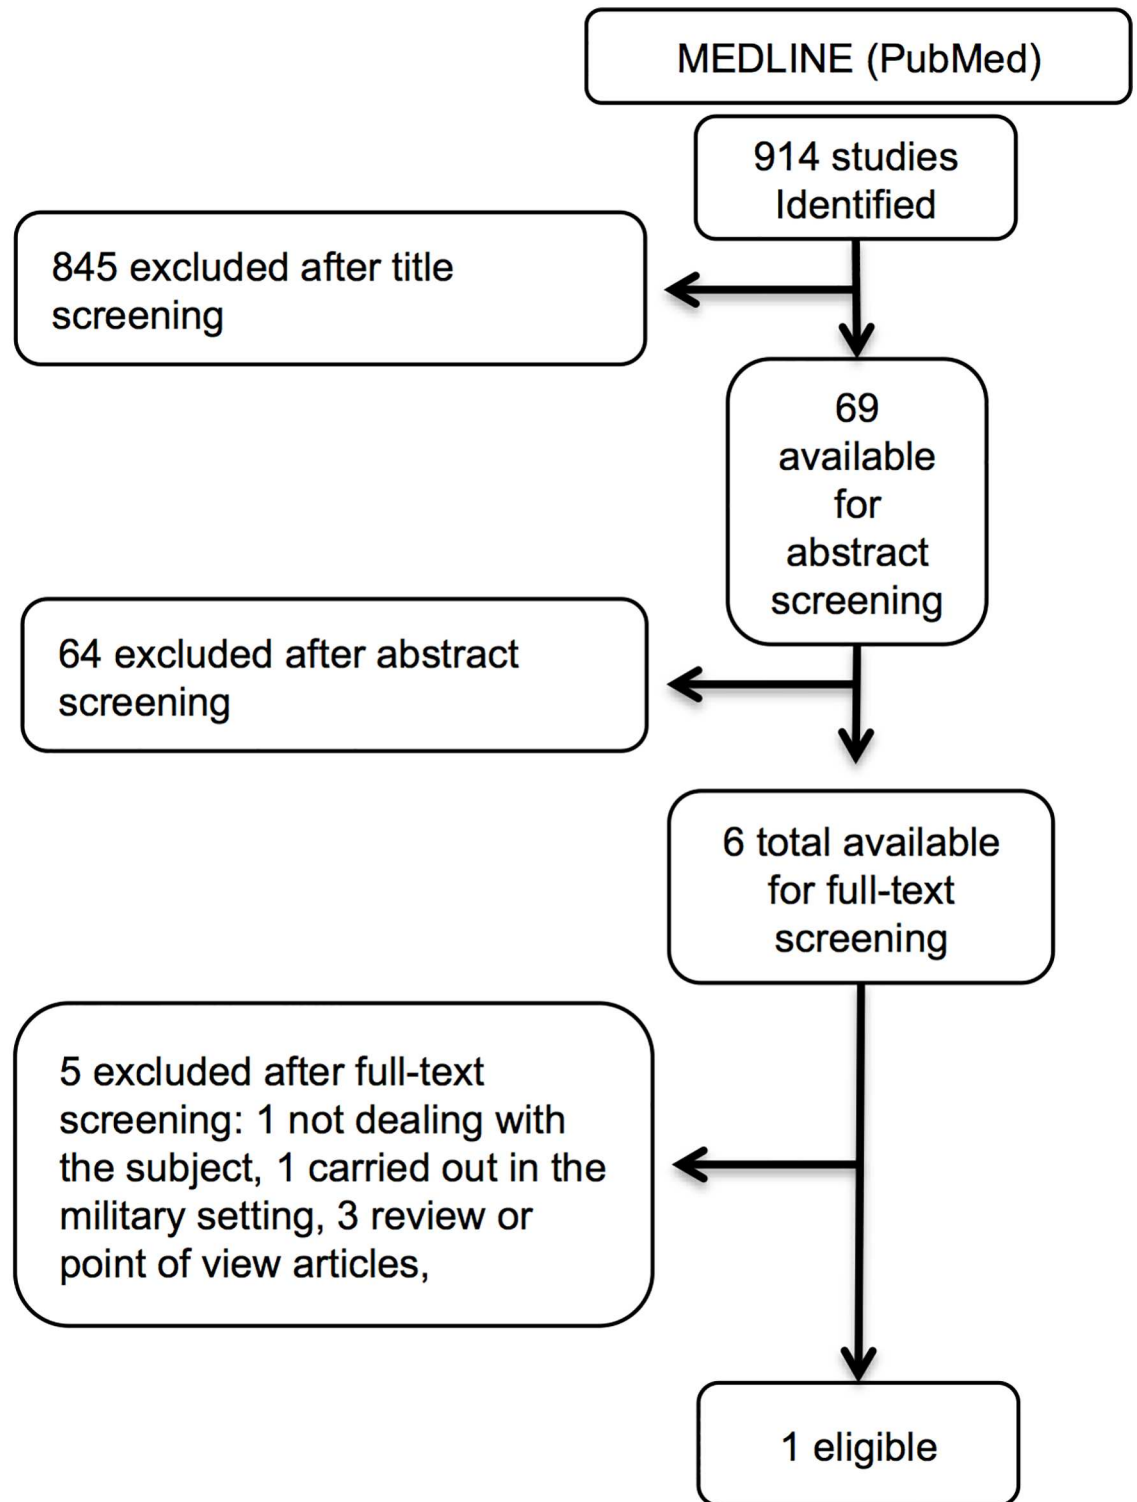 MEDLINE (PubMed)
914 studies
Identified
845 excluded after title
screening
69
available
for
abstract
screening
64 excluded after abstract
screening
6 total available
for full-text
screening
5 excluded after full-text
screening: 1 not dealing with
the subject, 1 carried out in the
military setting, 3 review or
point of view articles,
1 eligible